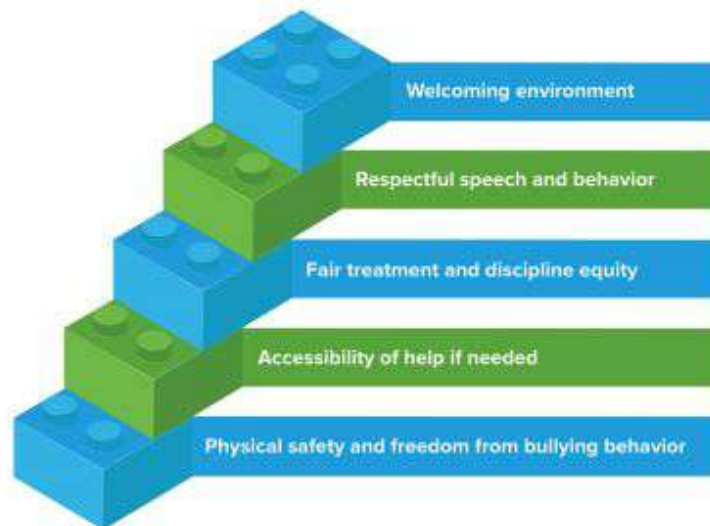 Welcoming environment
Respectful speech and behavior
Fair treatment and discipline equity
Accessibility of help if needed
Physical safety and freedom from bullying behavior